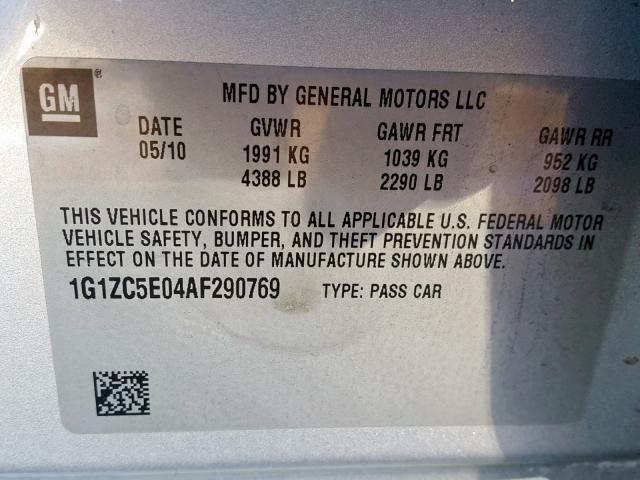 GM ®
MFD BY GENERAL MOTORS LLC
DATE GVWR GAWR FRT GAWR RR
05/10 1991 KG 1039 KG 952 KG
4388 LB 2290 LB 2098 LB
THIS VEHICLE CONFORMS TO ALL APPLICABLE U.S. FEDERAL MOTOR
VEHICLE SAFETY, BUMPER, AND THEFT PREVENTION STANDARDS IN
EFFECT ON THE DATE OF MANUFACTURE SHOWN ABOVE.
1G1ZC5E04AF290769 TYPE: PASS CAR